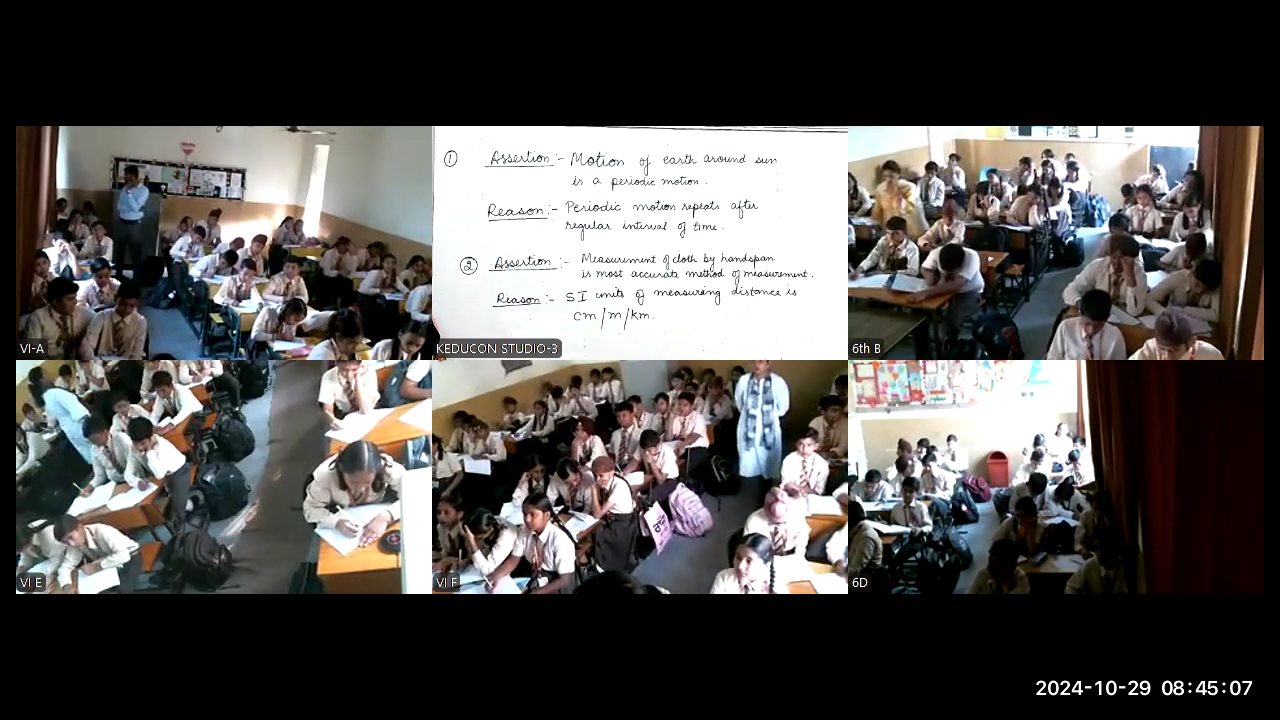 ① Assertion :- Motion of earth around sun
is a periodic motion.
Reason :- Periodic motion repeats after
regular interval of time.
② Assertion :- Measurement of cloth by handspan
is most accurate method of measurement.
Reason :- SI units of measuring distance is
cm/m/km.
VI-A
KEDUCON STUDIO-3
6th B
VI E
VI F
6D
2024-10-29 08:45:07